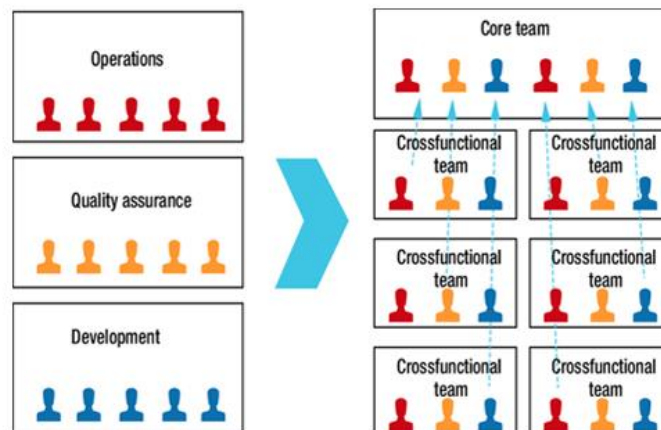 Operations
Quality assurance
Development
Core team
Crossfunctional
team
Crossfunctional
team
Crossfunctional
team
Crossfunctional
team
Crossfunctional
team
Crossfunctional
team